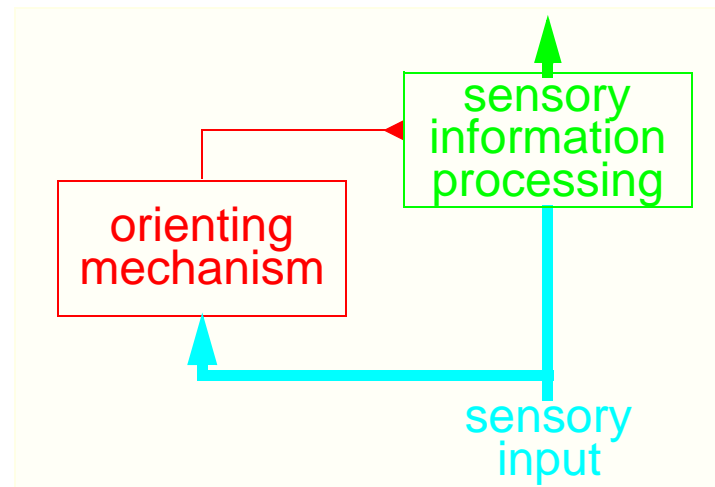 sensory
information
processing
orienting
mechanism
sensory
input